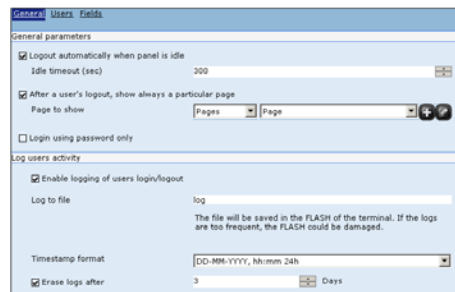 General Users Fields
General parameters
Logout automatically when panel is idle
Idle timeout (sec) 300
After a user's logout, show always a particular page
Page to show Pages Page
Login using password only
Log users activity
Enable logging of users login/logout
Log to file log
The file will be saved in the FLASH of the terminal. If the logs
are too frequent, the FLASH could be damaged.
Timestamp format DD-MM-YYYY, hh:mm 24h
Erase logs after 3 Days